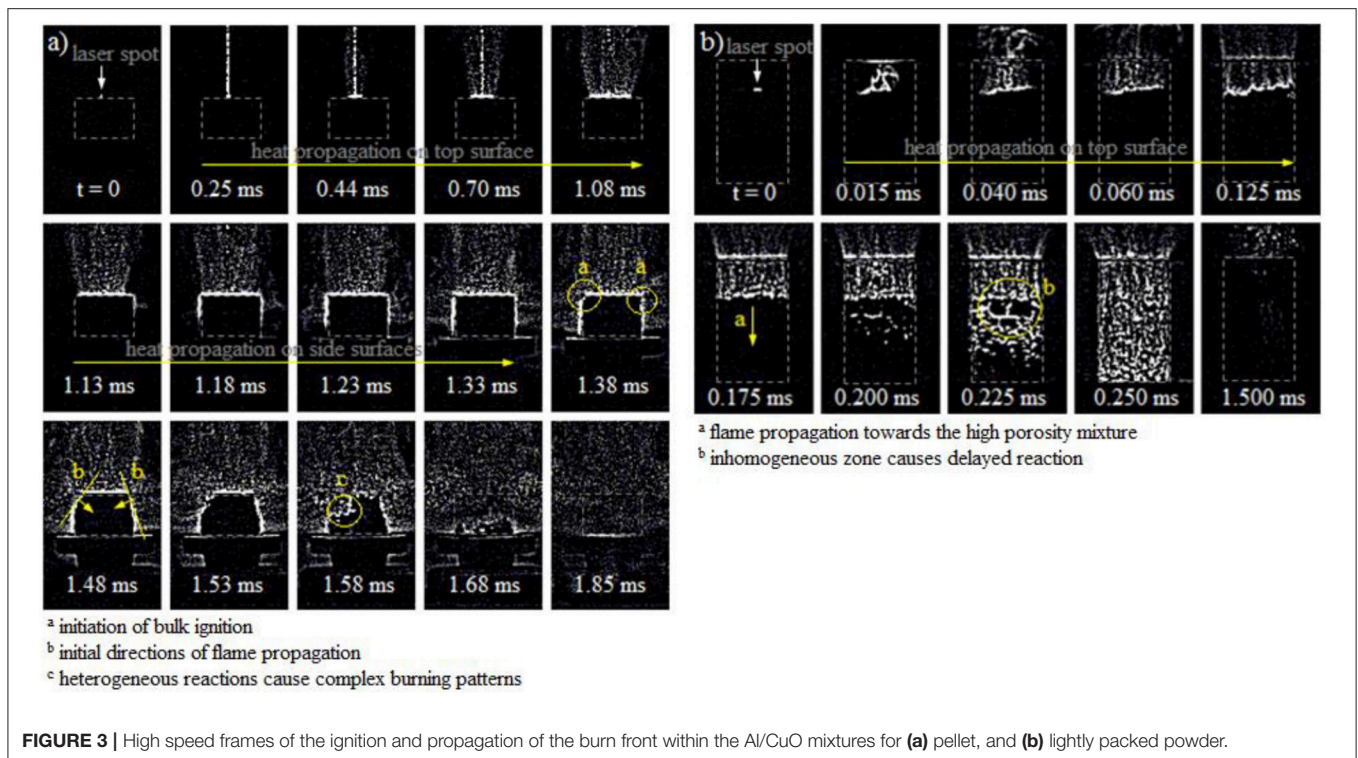 a)
laser spot
heat propagation on top surface
t = 0
0.25 ms
0.44 ms
0.70 ms
1.08 ms
a
a
heat propagation on side surfaces
1.13 ms
1.18 ms
1.23 ms
1.33 ms
1.38 ms
b
b
c
1.48 ms
1.53 ms
1.58 ms
1.68 ms
1.85 ms
a initiation of bulk ignition
b initial directions of flame propagation
c heterogeneous reactions cause complex burning patterns
b)
laser spot
heat propagation on top surface
t = 0
0.015 ms
0.040 ms
0.060 ms
0.125 ms
a
b
0.175 ms
0.200 ms
0.225 ms
0.250 ms
1.500 ms
a flame propagation towards the high porosity mixture
b inhomogeneous zone causes delayed reaction
FIGURE 3 | High speed frames of the ignition and propagation of the burn front within the Al/CuO mixtures for (a) pellet, and (b) lightly packed powder.